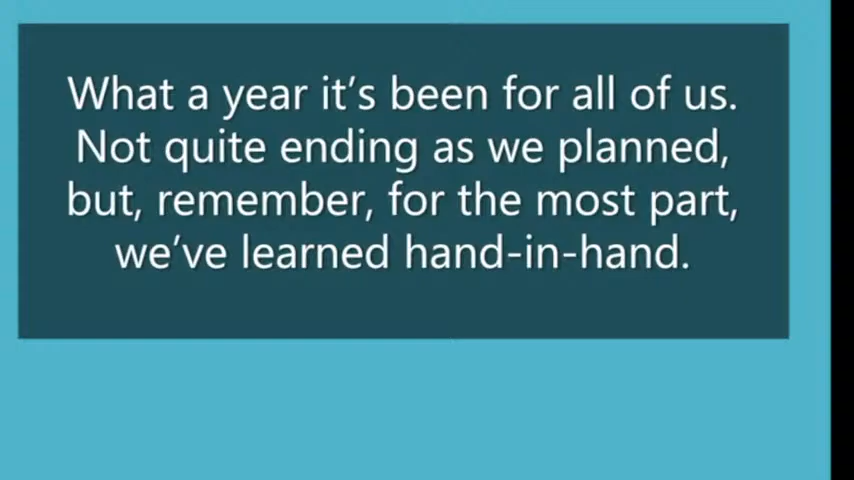 What a year it’s been for all of us.
Not quite ending as we planned,
but, remember, for the most part,
we’ve learned hand-in-hand.